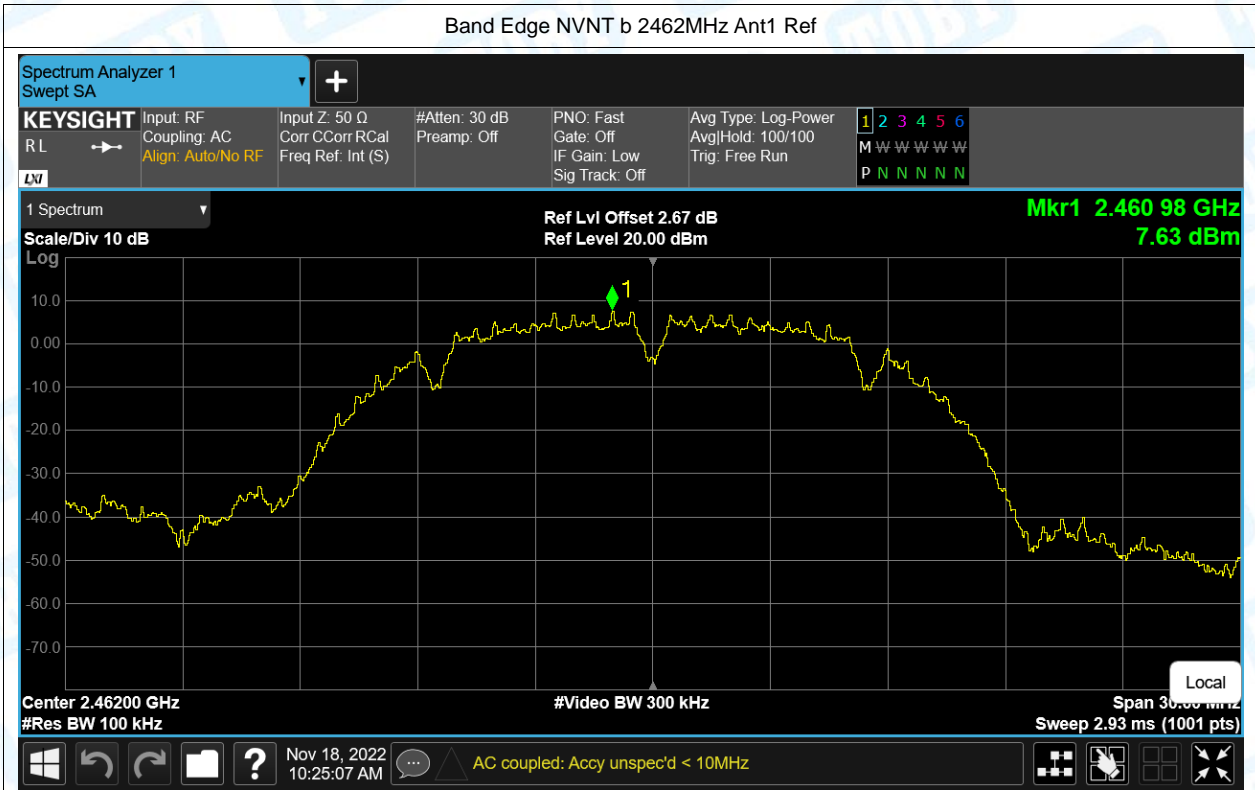 Band Edge NVNT b 2462MHz Ant1 Ref
Spectrum Analyzer 1
Swept SA
KEYSIGHT
R L
LXI
Input: RF
Coupling: AC
Align: Auto/No RF
Input Z: 50 Ω
Corr CCorr RCal
Freq Ref: Int (S)
#Atten: 30 dB
Preamp: Off
PNO: Fast
Gate: Off
IF Gain: Low
Sig Track: Off
Avg Type: Log-Power
Avg|Hold: 100/100
Trig: Free Run
1 2 3 4 5 6
M W W W W W
P N N N N N
1 Spectrum
Scale/Div 10 dB
Ref Lvl Offset 2.67 dB
Ref Level 20.00 dBm
Mkr1 2.460 98 GHz
7.63 dBm
Log
1
10.0
0.00
-10.0
-20.0
-30.0
-40.0
-50.0
-60.0
-70.0
Local
Center 2.46200 GHz
#Video BW 300 kHz
Span 30.00 MHz
#Res BW 100 kHz
Sweep 2.93 ms (1001 pts)
?
Nov 18, 2022
10:25:07 AM
AC coupled: Accy unspec'd < 10MHz